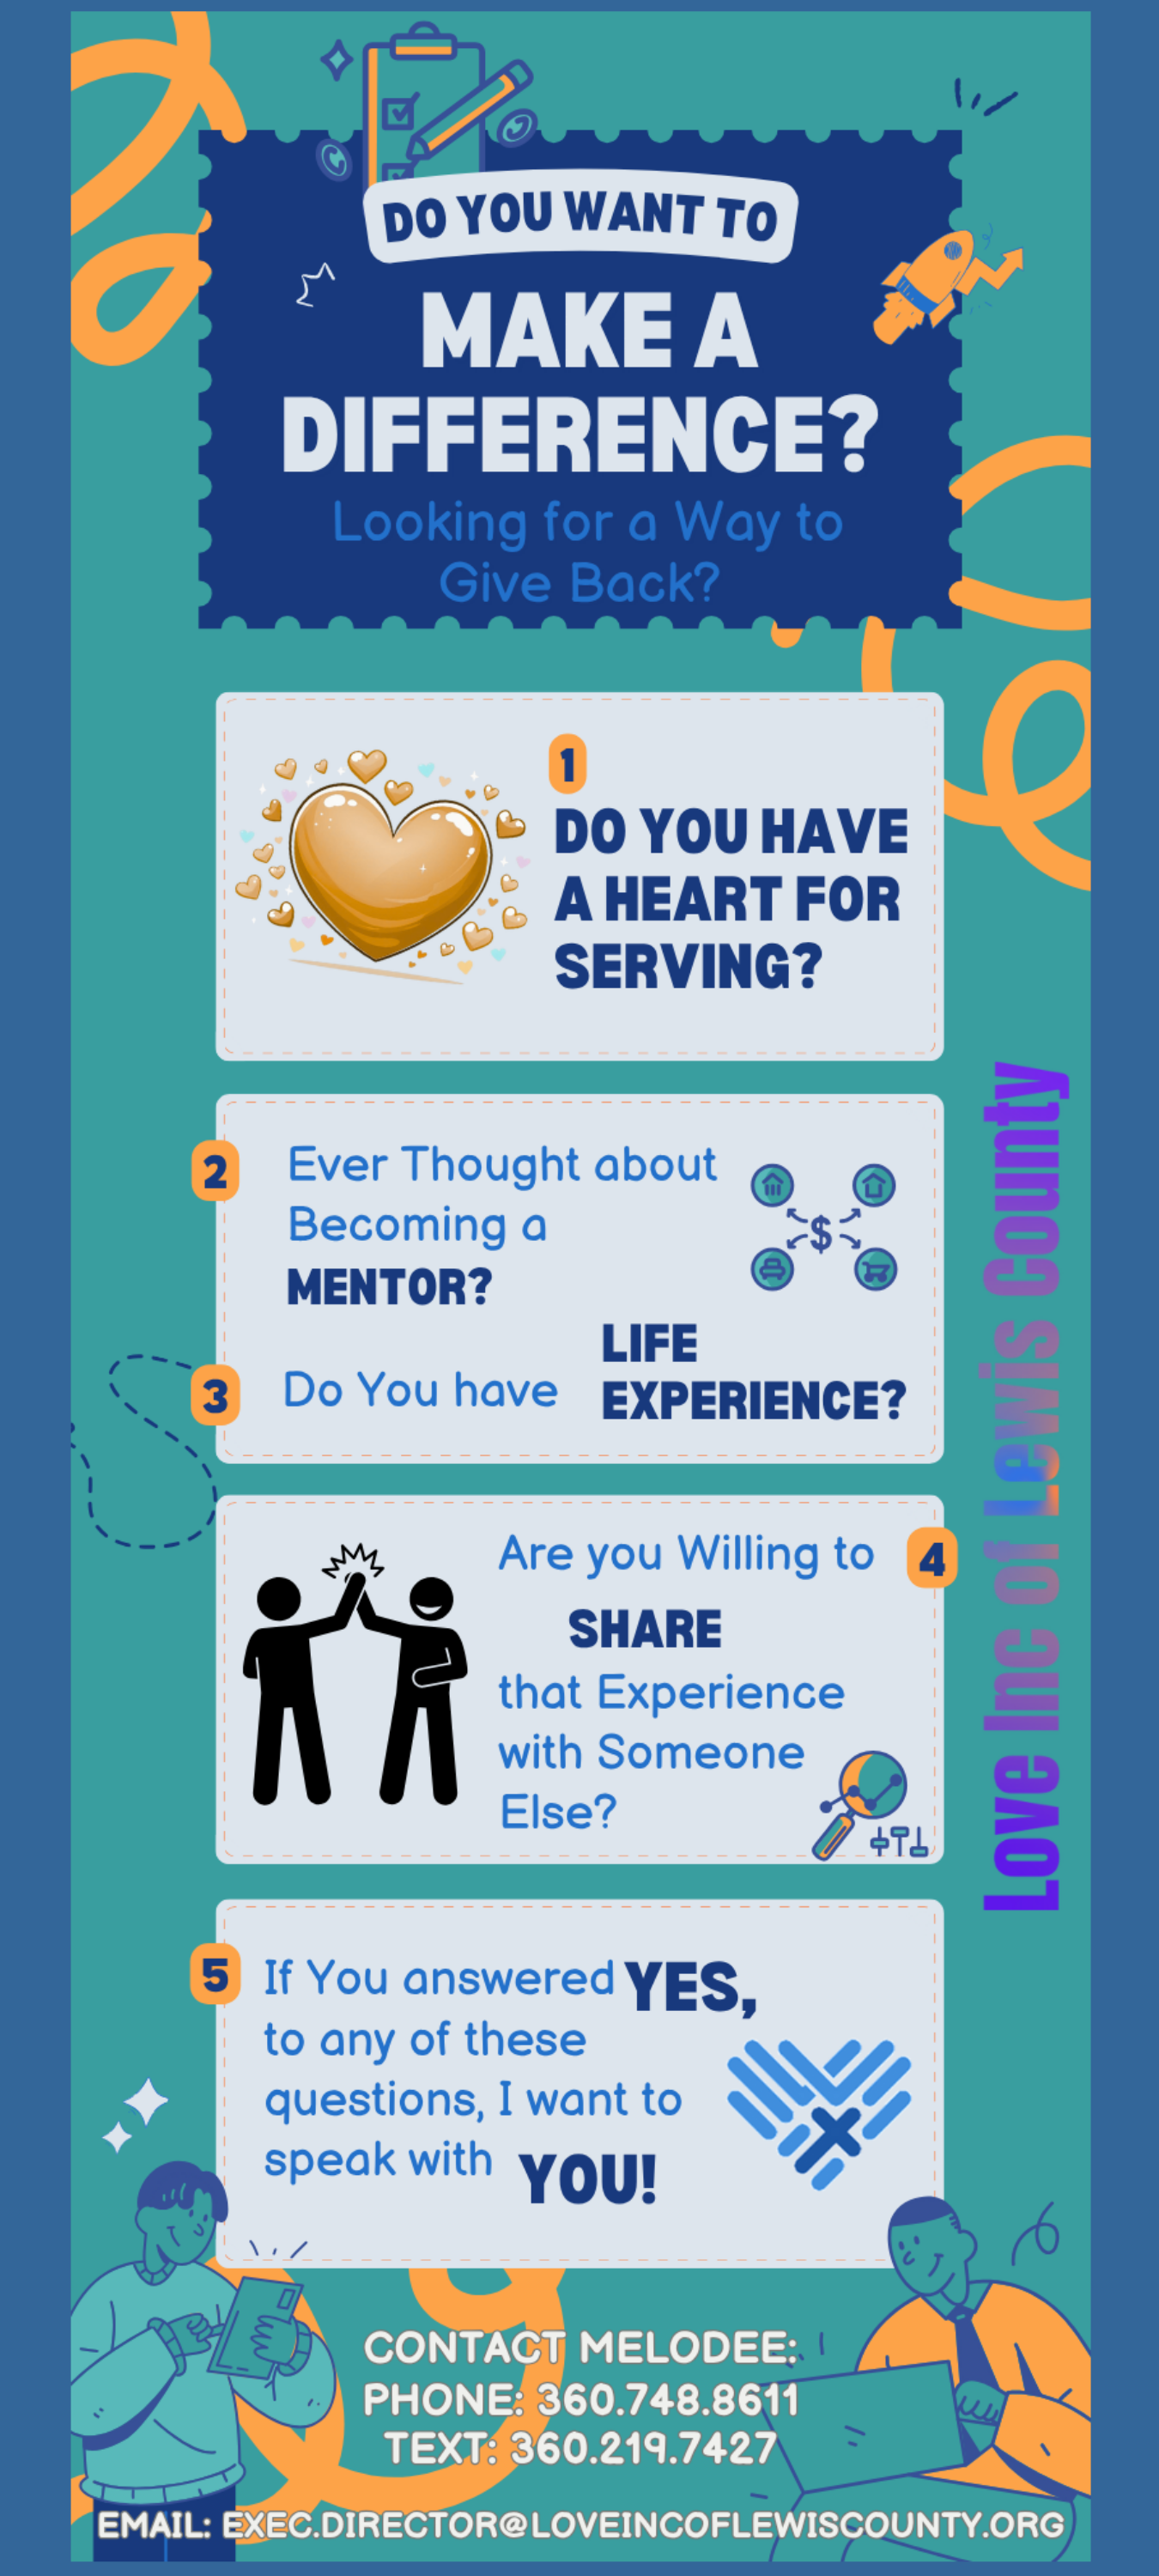 DO YOU WANT TO
MAKE A
DIFFERENCE?
Looking for a Way to
Give Back?
1
DO YOU HAVE
A HEART FOR
SERVING?
2
Ever Thought about
Becoming a
MENTOR?
$
3
Do You have
LIFE
EXPERIENCE?
4
Are you Willing to
SHARE
that Experience
with Someone
Else?
5
If You answered YES,
to any of these
questions, I want to
speak with YOU!
Love Inc of Lewis County
CONTACT MELODEE:
PHONE: 360.748.8611
TEXT: 360.219.7427
EMAIL: EXEC.DIRECTOR@LOVEINCOFLEWISCOUNTY.ORG